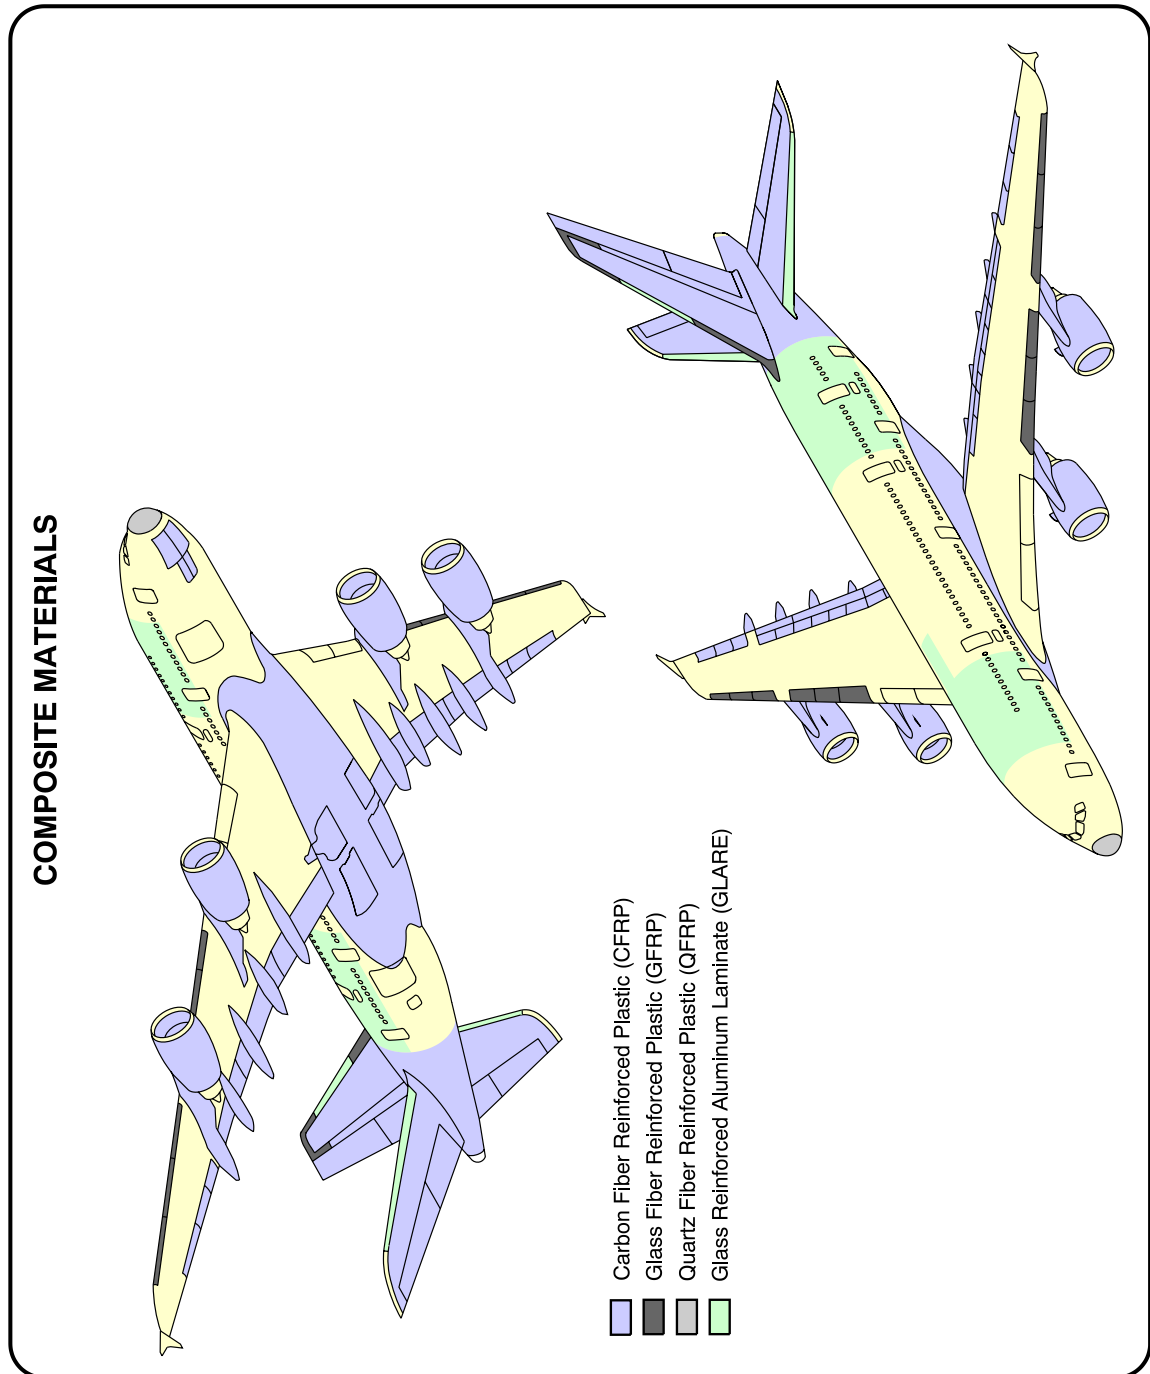 COMPOSITE MATERIALS
Carbon Fiber Reinforced Plastic (CFRP)
Glass Fiber Reinforced Plastic (GFRP)
Quartz Fiber Reinforced Plastic (QFRP)
Glass Reinforced Aluminum Laminate (GLARE)